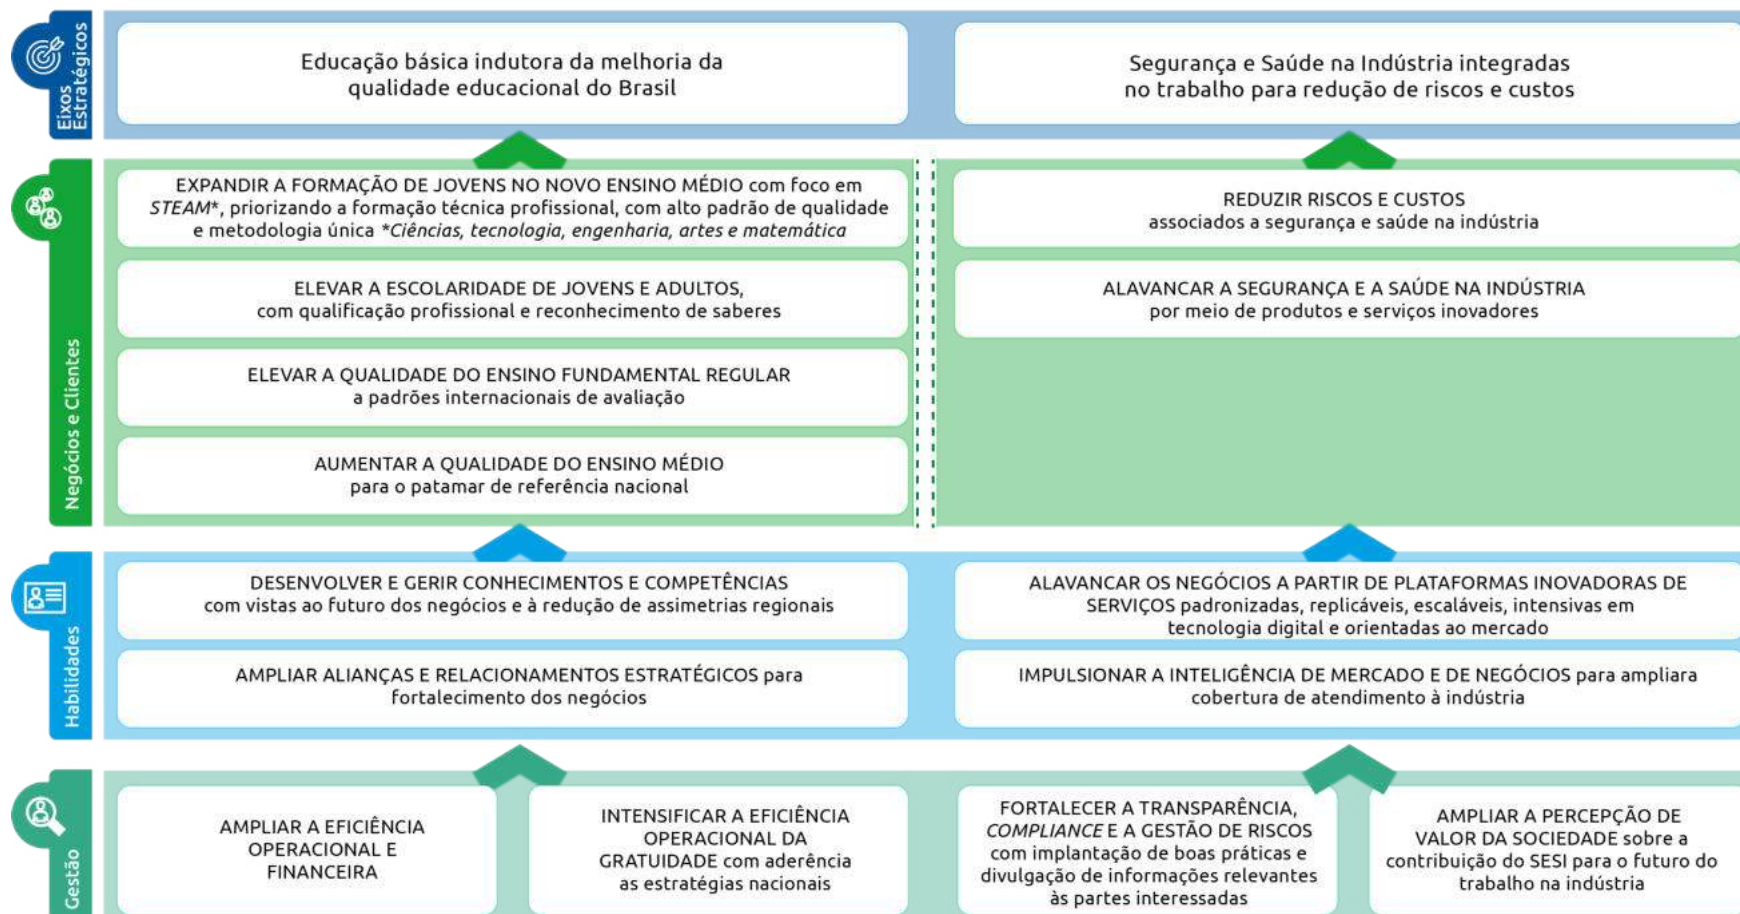 Eixos
Estratégicos
Educação básica indutora da melhoria da
qualidade educacional do Brasil
Segurança e Saúde na Indústria integradas
no trabalho para redução de riscos e custos
Negócios e Clientes
EXPANDIR A FORMAÇÃO DE JOVENS NO NOVO ENSINO MÉDIO com foco em
STEAM*, priorizando a formação técnica profissional, com alto padrão de qualidade
e metodologia única *Ciências, tecnologia, engenharia, artes e matemática
ELEVAR A ESCOLARIDADE DE JOVENS E ADULTOS,
com qualificação profissional e reconhecimento de saberes
ELEVAR A QUALIDADE DO ENSINO FUNDAMENTAL REGULAR
a padrões internacionais de avaliação
AUMENTAR A QUALIDADE DO ENSINO MÉDIO
para o patamar de referência nacional
REDUZIR RISCOS E CUSTOS
associados a segurança e saúde na indústria
ALAVANCAR A SEGURANÇA E A SAÚDE NA INDÚSTRIA
por meio de produtos e serviços inovadores
Habilidades
DESENVOLVER E GERIR CONHECIMENTOS E COMPETÊNCIAS
com vistas ao futuro dos negócios e à redução de assimetrias regionais
AMPLIAR ALIANÇAS E RELACIONAMENTOS ESTRATÉGICOS para
fortalecimento dos negócios
ALAVANCAR OS NEGÓCIOS A PARTIR DE PLATAFORMAS INOVADORAS DE
SERVIÇOS padronizadas, replicáveis, escaláveis, intensivas em
tecnologia digital e orientadas ao mercado
IMPULSIONAR A INTELIGÊNCIA DE MERCADO E DE NEGÓCIOS para ampliara
cobertura de atendimento à indústria
Gestão
AMPLIAR A EFICIÊNCIA
OPERACIONAL E
FINANCEIRA
INTENSIFICAR A EFICIÊNCIA
OPERACIONAL DA
GRATUIDADE com aderência
as estratégias nacionais
FORTALECER A TRANSPARÊNCIA,
COMPLIANCE E A GESTÃO DE RISCOS
com implantação de boas práticas e
divulgação de informações relevantes
às partes interessadas
AMPLIAR A PERCEPÇÃO DE
VALOR DA SOCIEDADE sobre a
contribuição do SESI para o futuro do
trabalho na indústria